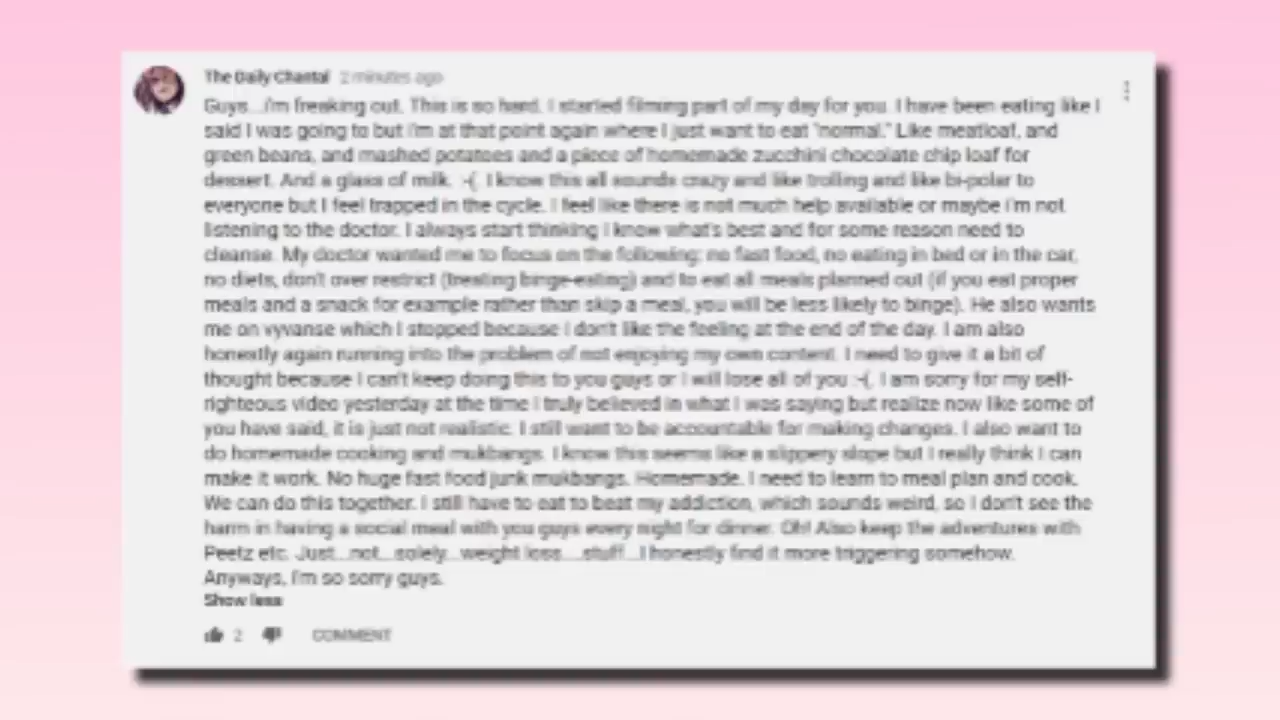 The Daily Chantal 2 minutes ago
Guys...i'm freaking out. This is so hard. I started filming part of my day for you. I have been eating like I
said I was going to but i'm at that point again where I just want to eat "normal." Like meatloaf, and
green beans, and mashed potatoes and a piece of homemade zucchini chocolate chip loaf for
dessert. And a glass of milk. :-(. I know this all sounds crazy and like trolling and like bi-polar to
everyone but I feel trapped in the cycle. I feel like there is not much help available or maybe i'm not
listening to the doctor. I always start thinking I know what's best and for some reason need to
cleanse. My doctor wanted me to focus on the following: no fast food, no eating in bed or in the car,
no diets, don't over restrict (treating binge-eating) and to eat all meals planned out (if you eat proper
meals and a snack for example rather than skip a meal, you will be less likely to binge). He also wants
me on vyvanse which I stopped because I don't like the feeling at the end of the day. I am also
honestly again running into the problem of not enjoying my own content. I need to give it a bit of
thought because I can't keep doing this to you guys or I will lose all of you :-(. I am sorry for my self-
righteous video yesterday at the time I truly believed in what I was saying but realize now like some of
you have said, it is just not realistic. I still want to be accountable for making changes. I also want to
do homemade cooking and mukbangs. I know this seems like a slippery slope but I really think I can
make it work. No huge fast food junk mukbangs. Homemade. I need to learn to meal plan and cook.
We can do this together. I still have to eat to beat my addiction, which sounds weird, so I don't see the
harm in having a social meal with you guys every night for dinner. Oh! Also keep the adventures with
Peetz etc. Just...not...solely...weight loss....stuff...I honestly find it more triggering somehow.
Anyways, I'm so sorry guys.
Show less
2 COMMENT